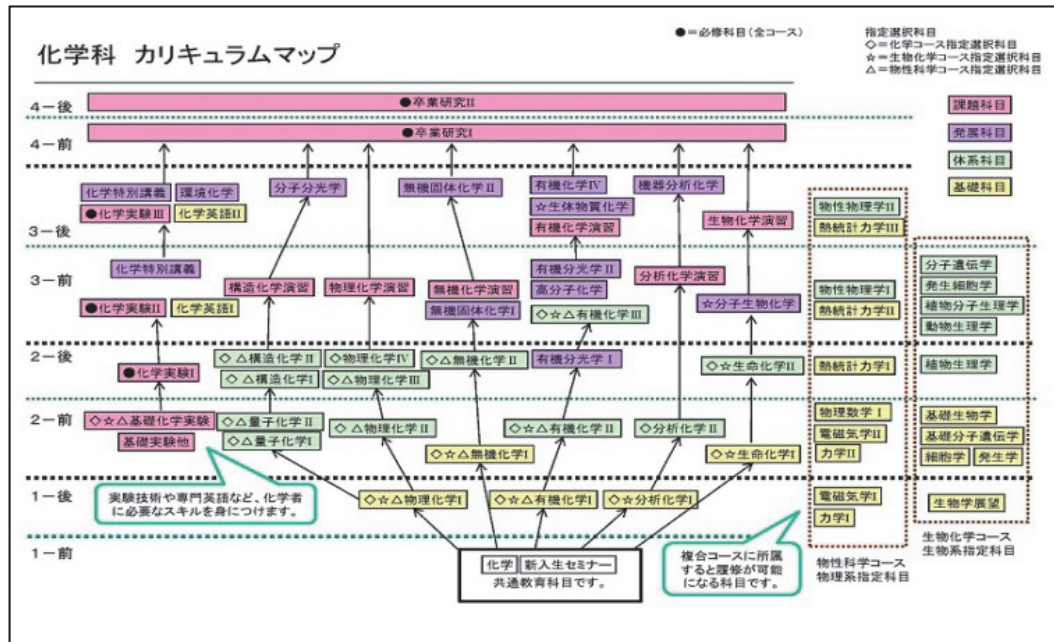 化学科 カリキュラムマップ
●=必修科目(全コース)
指定選択科目
◇=化学コース指定選択科目
☆=生物化学コース指定選択科目
△=物性科学コース指定選択科目
課題科目
発展科目
体系科目
基礎科目
4-後
●卒業研究II
4-前
●卒業研究I
3-後
化学特別講義
環境化学
●化学実験III
化学英語II
分子分光学
無機固体化学II
有機化学IV
☆生体物質化学
有機化学演習
機器分析化学
生物化学演習
物性物理学II
熱統計力学III
3-前
化学特別講義
●化学実験II
化学英語I
構造化学演習
物理化学演習
無機化学演習
無機固体化学I
有機分光学II
高分子化学
◇☆△有機化学III
分析化学演習
☆分子生物化学
物性物理学I
熱統計力学II
分子遺伝学
発生細胞学
植物分子生理学
動物生理学
2-後
●化学実験I
◇△構造化学II
◇△構造化学I
◇物理化学IV
◇△物理化学III
◇△無機化学II
有機分光学I
◇☆生命化学II
熱統計力学I
植物生理学
2-前
◇☆△基礎化学実験
基礎実験他
◇△量子化学II
◇△量子化学I
◇△物理化学II
◇☆△無機化学I
◇☆△有機化学II
◇分析化学II
◇☆生命化学I
物理数学I
電磁気学II
力学II
基礎生物学
基礎分子遺伝学
細胞学
発生学
1-後
実験技術や専門英語など、化学者
に必要なスキルを身につけます。
◇☆△物理化学I
◇☆△有機化学I
◇☆分析化学I
電磁気学I
力学I
生物学展望
1-前
化学
新入生セミナー
共通教育科目です。
複合コースに所属
すると履修が可能
になる科目です。
物性科学コース
物理系指定科目
生物化学コース
生物系指定科目